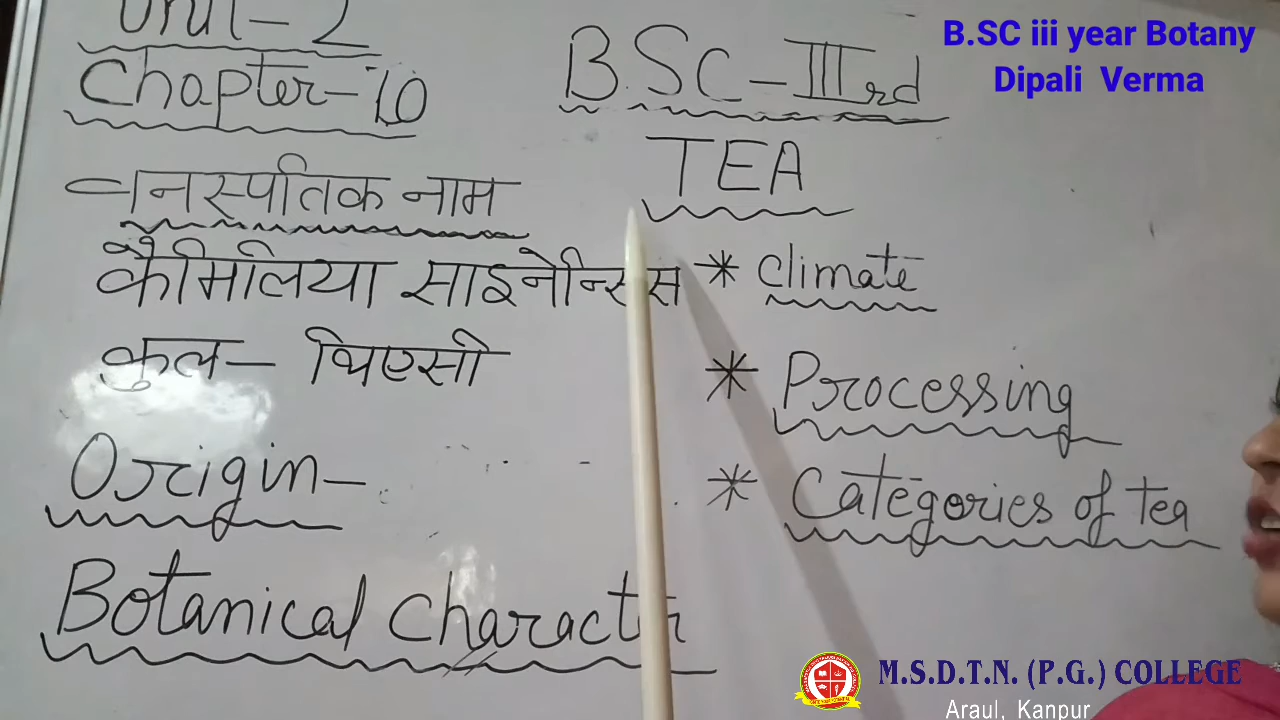 Unit-2
Chapter-10
वनस्पतिक नाम
कैमिलिया साइनेन्सिस
कुल- थिएसी
Origin-
Botanical Character
B.SC-IIIrd
TEA
* Climate
* Processing
* Categories of tea
B.SC iii year Botany
Dipali Verma
M.S.D.T.N. (P.G.) COLLEGE
Araul, Kanpur